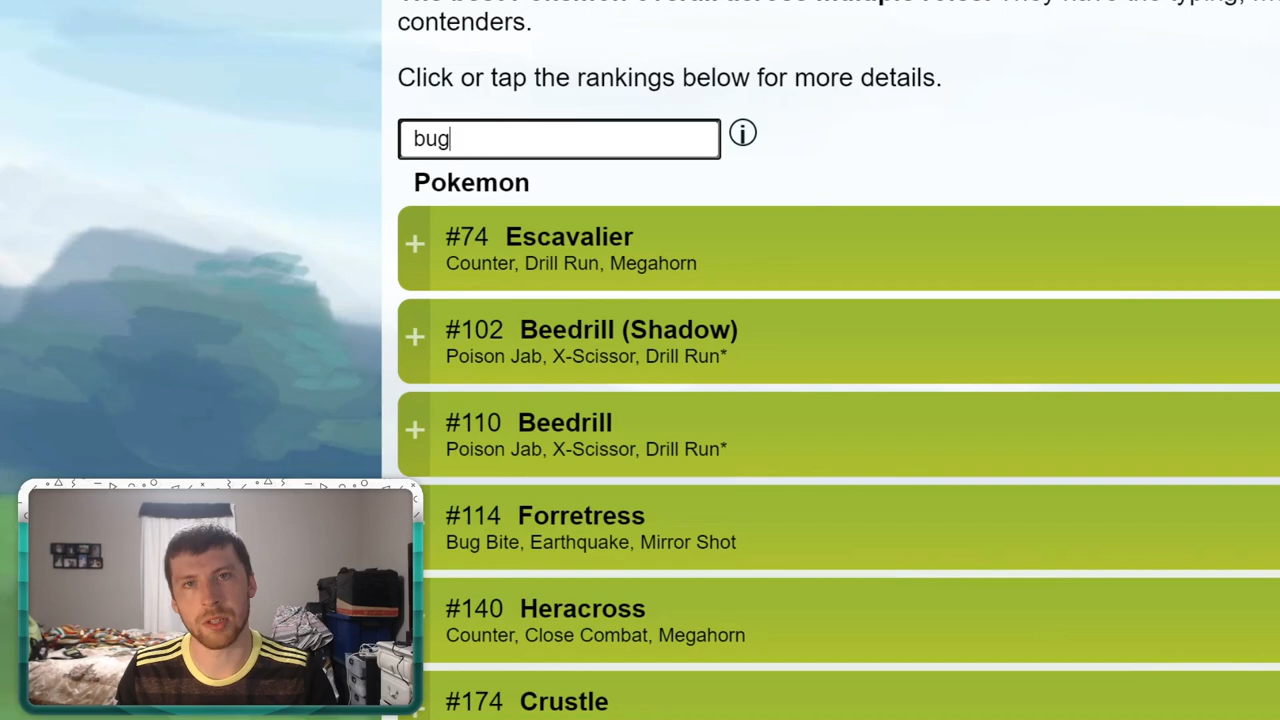 contenders.
Click or tap the rankings below for more details.
bug
i
Pokemon
+ #74 Escavalier
Counter, Drill Run, Megahorn
+ #102 Beedrill (Shadow)
Poison Jab, X-Scissor, Drill Run*
+ #110 Beedrill
Poison Jab, X-Scissor, Drill Run*
#114 Forretress
Bug Bite, Earthquake, Mirror Shot
#140 Heracross
Counter, Close Combat, Megahorn
#174 Crustle